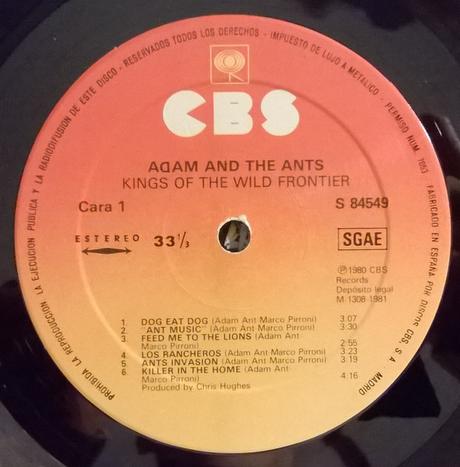 PROHIBIDA LA REPRODUCCION, LA EJECUCION PUBLICA Y LA RADIODIFUSION DE ESTE DISCO - RESERVADOS TODOS LOS DERECHOS - IMPUESTO DE LUJO A METALICO - PERMISO NUM 7053 FABRICADO EN ESPAÑA POR DISCOS CBS, S A MADRID
CBS
ADAM AND THE ANTS
KINGS OF THE WILD FRONTIER
Cara 1
S 84549
ESTEREO
33 1/3
SGAE
℗ 1980 CBS
Records
Depósito legal
M 1308-1981
1. DOG EAT DOG (Adam Ant-Marco Pirroni) 3.07
2. "ANT MUSIC" (Adam Ant-Marco Pirroni) 3:30
3 FEED ME TO THE LIONS (Adam Ant-
Marco Pirroni) 2:55
4 LOS RANCHEROS (Adam Ant-Marco Pirroni) 3:23
5 ANTS INVASION (Adam Ant-Marco Pirroni) 3:19
6 KILLER IN THE HOME (Adam Ant-
Marco Pirroni) 4:16
Produced by Chris Hughes